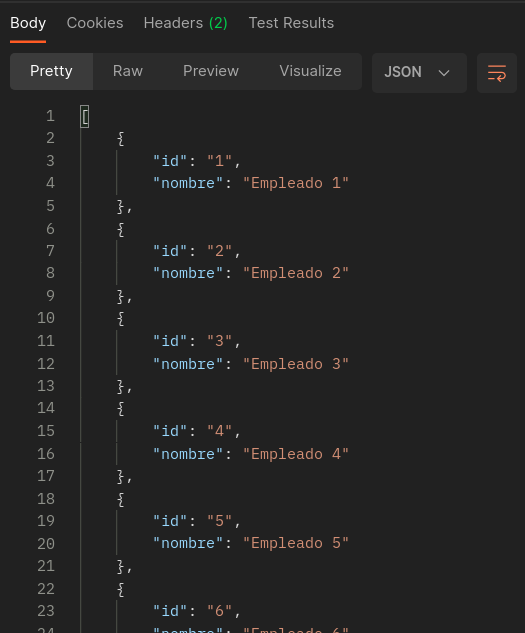 Body Cookies Headers (2) Test Results
Pretty Raw Preview Visualize JSON
1 [
2 {
3 "id": "1",
4 "nombre": "Empleado 1"
5 },
6 {
7 "id": "2",
8 "nombre": "Empleado 2"
9 },
10 {
11 "id": "3",
12 "nombre": "Empleado 3"
13 },
14 {
15 "id": "4",
16 "nombre": "Empleado 4"
17 },
18 {
19 "id": "5",
20 "nombre": "Empleado 5"
21 },
22 {
23 "id": "6",
24 "nombre": "Empleado 6"